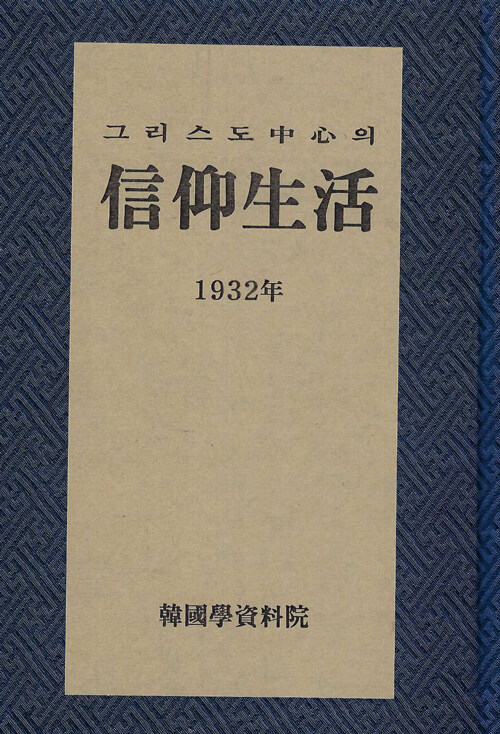 그리스도中心의
信仰生活
1932年
韓國學資料院